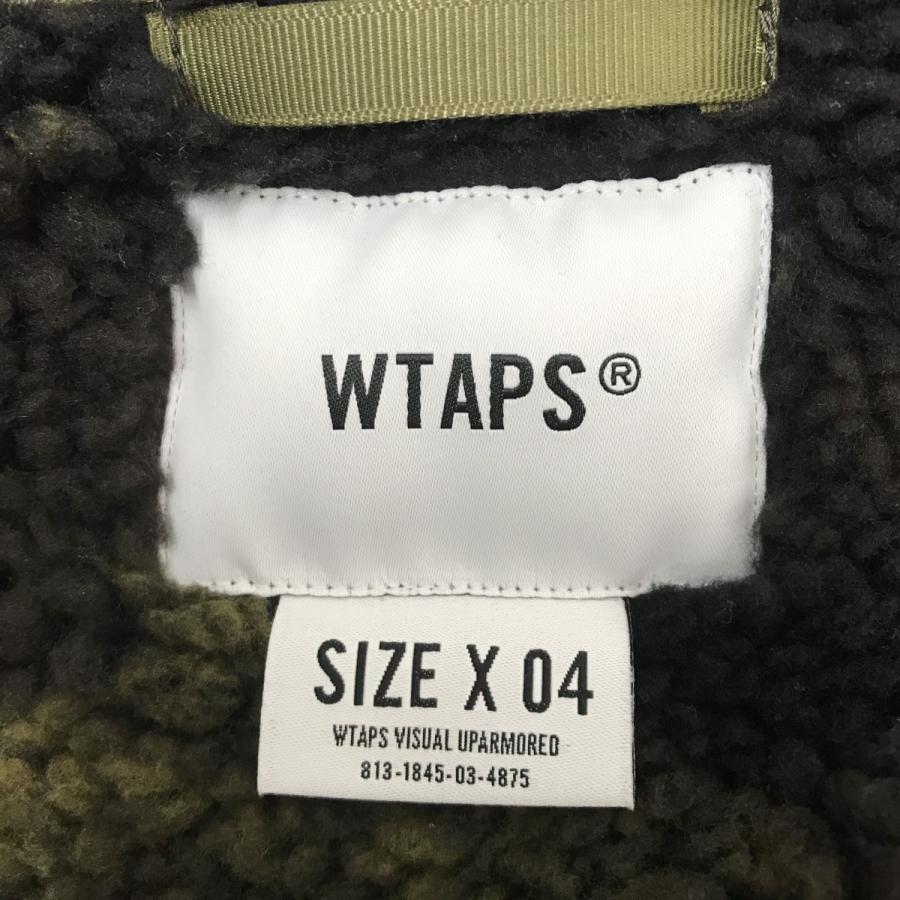 WTAPS®
SIZE X 04
WTAPS VISUAL UPARMORED
813-1845-03-4875